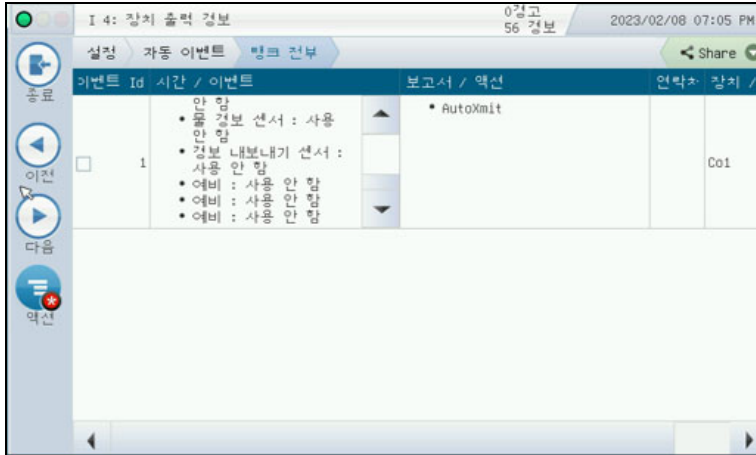 I 4: 장치 출력 경보
0경고
56 경보
2023/02/08 07:05 PM
설정
자동 이벤트
탱크 전부
Share
이벤트 Id
시간 / 이벤트
보고서 / 액션
연락처
장치 /
안 함
• 물 경보 센서 : 사용
안 함
• 경보 내보내기 센서 :
사용 안 함
• 예비 : 사용 안 함
• 예비 : 사용 안 함
• 예비 : 사용 안 함
1
• AutoXmit
Co1
종료
이전
다음
액션